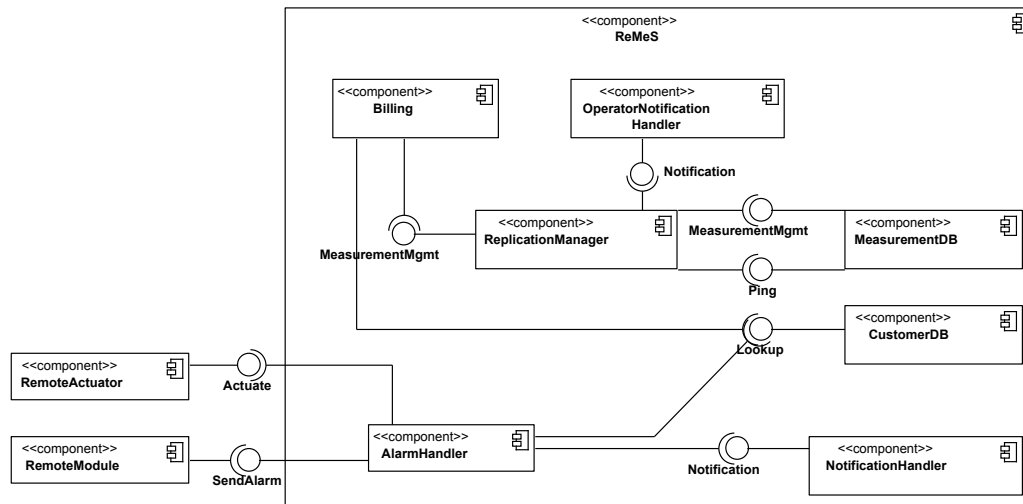 <<component>>
ReMeS
<<component>>
Billing
<<component>>
OperatorNotification
Handler
Notification
<<component>>
ReplicationManager
MeasurementMgmt
<<component>>
MeasurementDB
MeasurementMgmt
Ping
<<component>>
CustomerDB
Lookup
<<component>>
RemoteActuator
Actuate
<<component>>
AlarmHandler
<<component>>
RemoteModule
SendAlarm
Notification
<<component>>
NotificationHandler